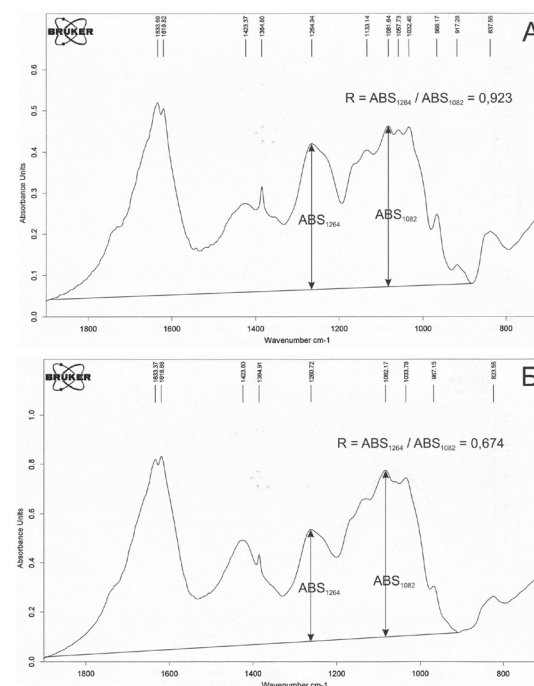 BRUKER
1633.69
1619.82
1423.37
1384.80
1264.94
1133.14
1081.64
1057.73
1032.45
966.17
917.28
837.55
A
R = ABS1264 / ABS1082 = 0,923
ABS1264
ABS1082
Absorbance Units
0.6
0.5
0.4
0.3
0.2
0.1
0.0
1800 1600 1400 1200 1000 800
Wavenumber cm-1
BRUKER
1633.37
1618.88
1423.80
1384.91
1260.72
1082.17
1033.78
967.15
823.55
Б
R = ABS1264 / ABS1082 = 0,674
ABS1264
ABS1082
Absorbance Units
1.0
0.8
0.6
0.4
0.2
0.0
1800 1600 1400 1200 1000 800
Wavenumber cm-1